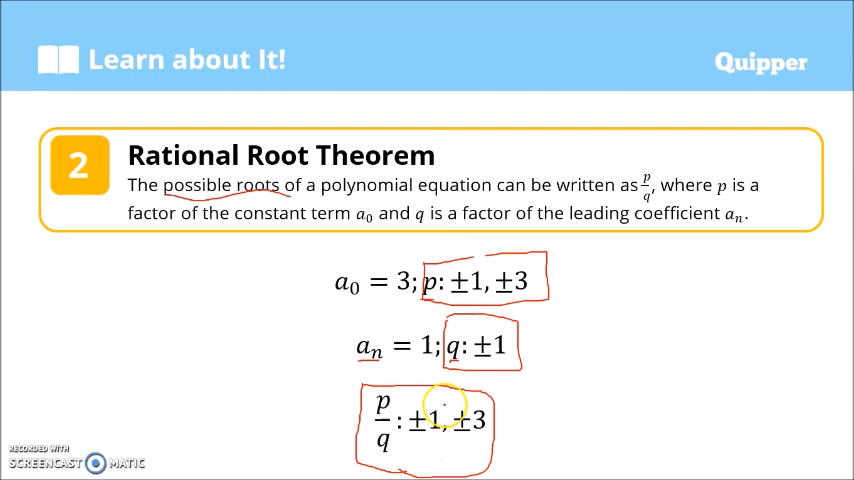 Learn about It!
Quipper
2
Rational Root Theorem
The possible roots of a polynomial equation can be written as p/q, where p is a
factor of the constant term a₀ and q is a factor of the leading coefficient aₙ.
a₀ = 3; p: ±1, ±3
aₙ = 1; q: ±1
p/q : ±1, ±3
RECORDED WITH
SCREENCAST MATIC